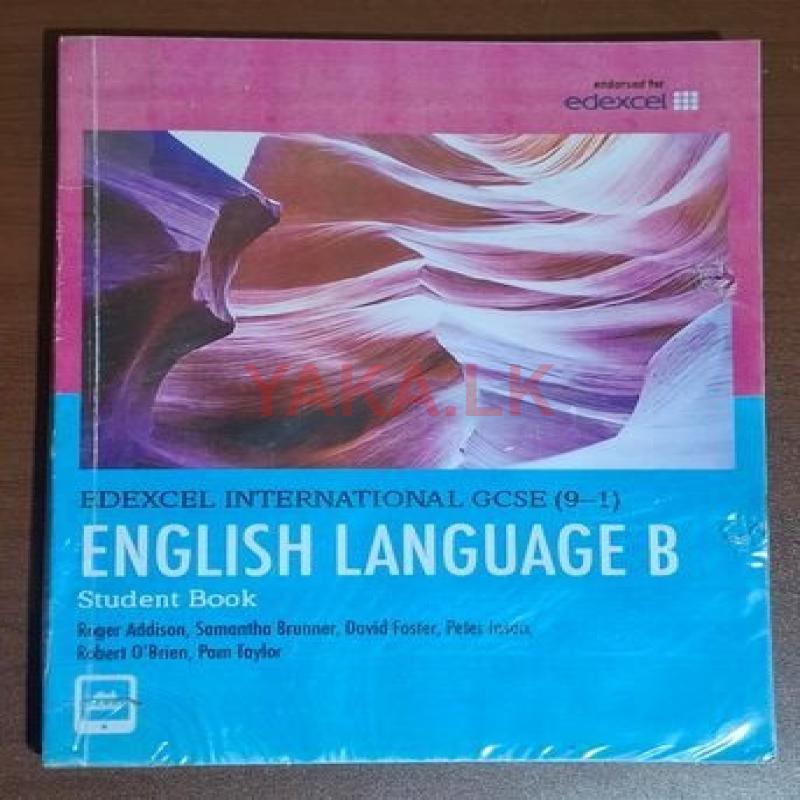 endorsed for
edexcel
YAKA.LK
EDEXCEL INTERNATIONAL GCSE (9–1)
ENGLISH LANGUAGE B
Student Book
Roger Addison, Samantha Brunner, David Foster, Peter Inson,
Robert O'Brien, Pam Taylor